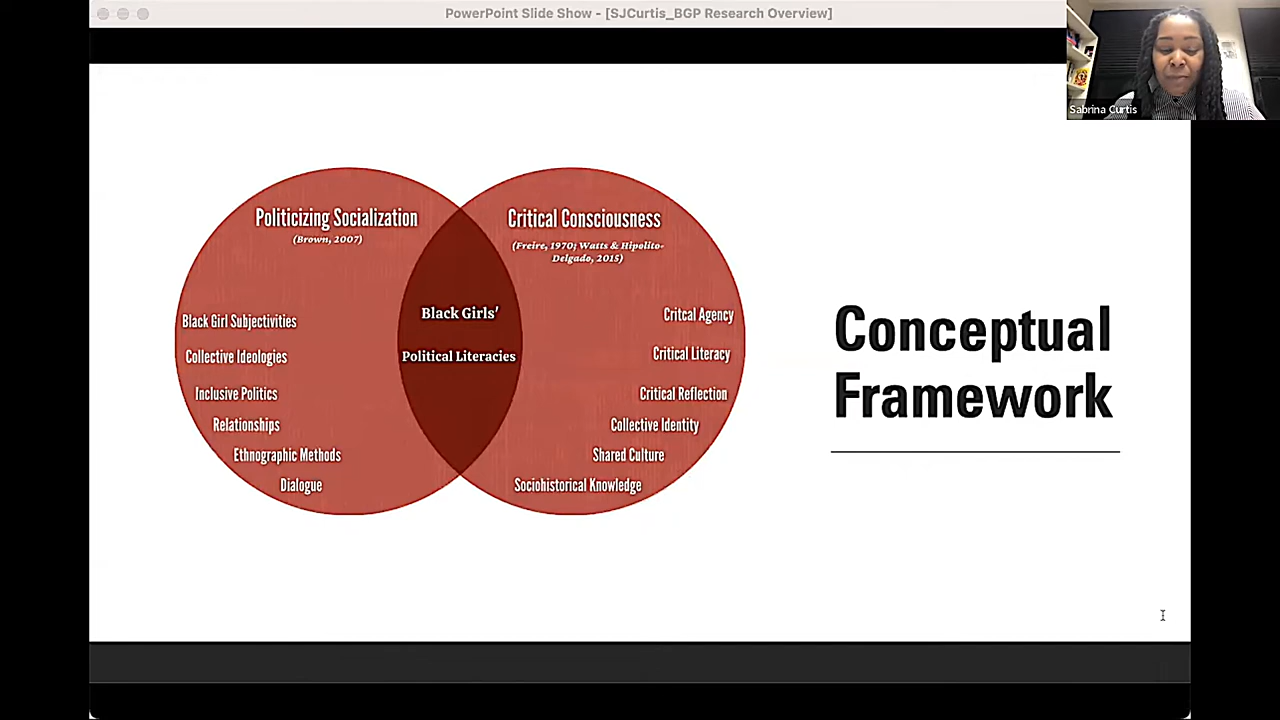 PowerPoint Slide Show - [SJCurtis_BGP Research Overview]
Sabrina Curtis
Politicizing Socialization
(Brown, 2007)
Black Girl Subjectivities
Collective Ideologies
Inclusive Politics
Relationships
Ethnographic Methods
Dialogue
Black Girls'
Political Literacies
Critical Consciousness
(Freire, 1970; Watts & Hipolito-
Delgado, 2015)
Critcal Agency
Critical Literacy
Critical Reflection
Collective Identity
Shared Culture
Sociohistorical Knowledge
Conceptual
Framework